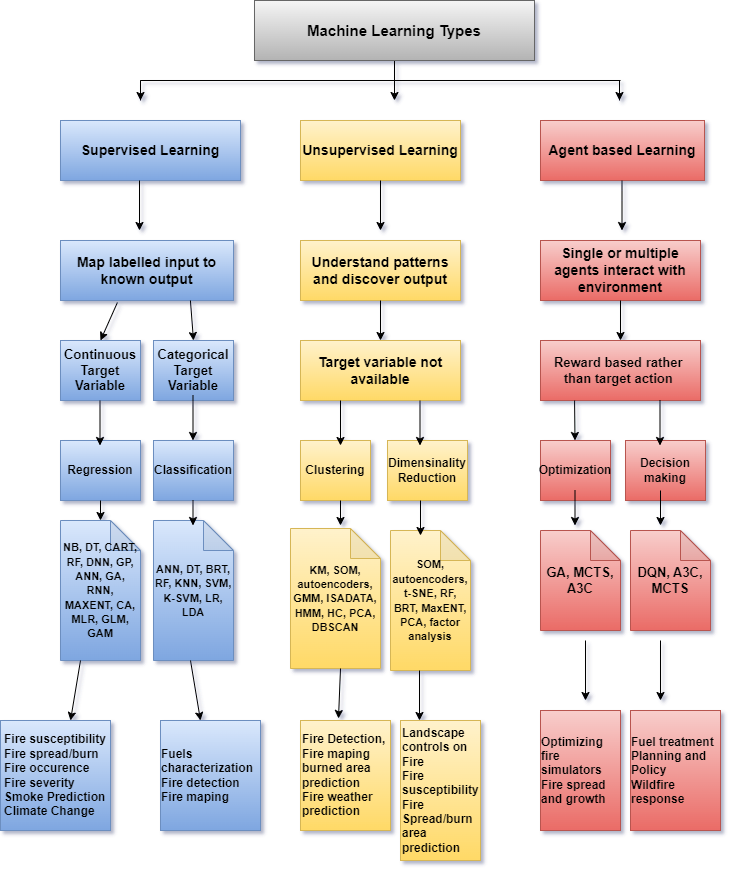 Machine Learning Types
Supervised Learning
Unsupervised Learning
Agent based Learning
Map labelled input to
known output
Understand patterns
and discover output
Single or multiple
agents interact with
environment
Continuous
Target
Variable
Categorical
Target
Variable
Target variable not
available
Reward based rather
than target action
Regression
Classification
Clustering
Dimensinality
Reduction
Optimization
Decision
making
NB, DT, CART,
RF, DNN, GP,
ANN, GA,
RNN,
MAXENT, CA,
MLR, GLM,
GAM
ANN, DT, BRT,
RF, KNN, SVM,
K-SVM, LR,
LDA
KM, SOM,
autoencoders,
GMM, ISADATA,
HMM, HC, PCA,
DBSCAN
SOM,
autoencoders,
t-SNE, RF,
BRT, MaxENT,
PCA, factor
analysis
GA, MCTS,
A3C
DQN, A3C,
MCTS
Fire susceptibility
Fire spread/burn
Fire occurence
Fire severity
Smoke Prediction
Climate Change
Fuels
characterization
Fire detection
Fire maping
Fire Detection,
Fire maping
burned area
prediction
Fire weather
prediction
Landscape
controls on
Fire
Fire
susceptibility
Fire
Spread/burn
area
prediction
Optimizing
fire
simulators
Fire spread
and growth
Fuel treatment
Planning and
Policy
Wildfire
response